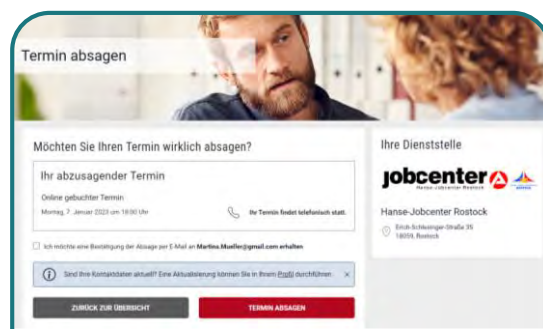 Termin absagen
Möchten Sie Ihren Termin wirklich absagen?
Ihr abzusagender Termin
Online gebuchter Termin
Montag, 7. Januar 2023 um 18:00 Uhr
Ihr Termin findet telefonisch statt.
Ich möchte eine Bestätigung der Absage per E-Mail an Martina.Mueller@gmail.com erhalten
Sind Ihre Kontaktdaten aktuell? Eine Aktualisierung können Sie in Ihrem Profil durchführen
ZURÜCK ZUR ÜBERSICHT
TERMIN ABSAGEN
Ihre Dienststelle
jobcenter
Hanse-Jobcenter Rostock
Hanse-Jobcenter Rostock
Erich-Schlesinger-Straße 35
18059, Rostock